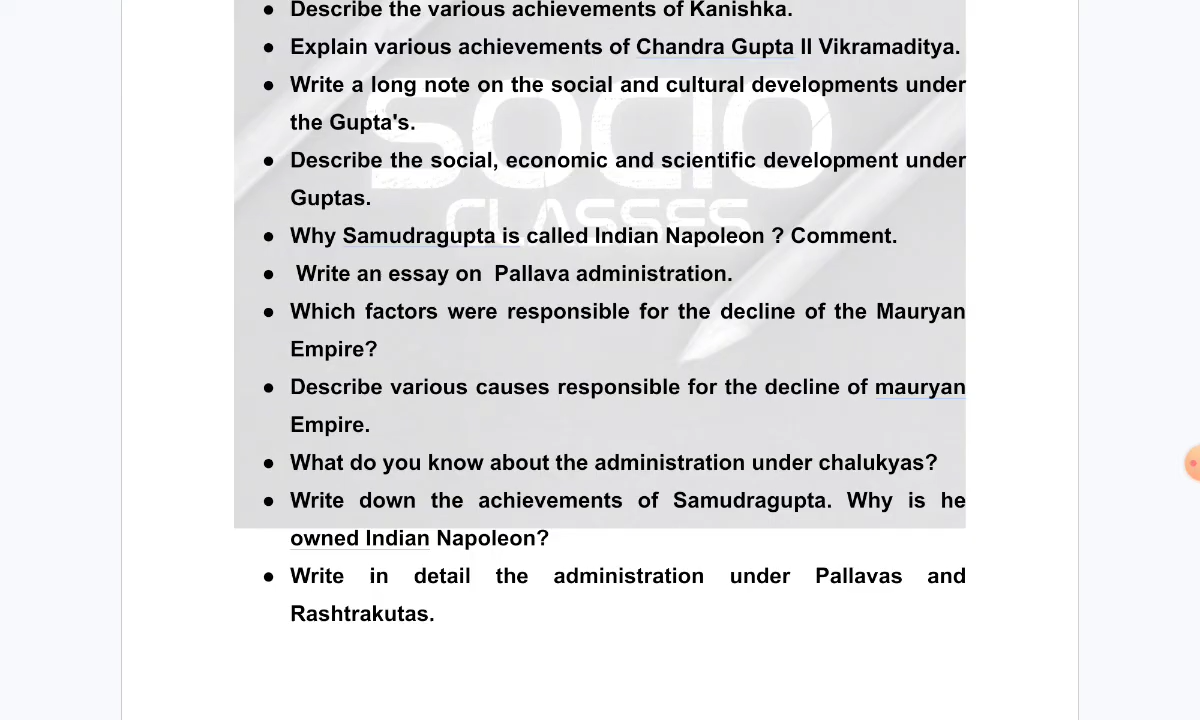 ● Describe the various achievements of Kanishka.
● Explain various achievements of Chandra Gupta II Vikramaditya.
● Write a long note on the social and cultural developments under
the Gupta's.
● Describe the social, economic and scientific development under
Guptas.
● Why Samudragupta is called Indian Napoleon ? Comment.
● Write an essay on Pallava administration.
● Which factors were responsible for the decline of the Mauryan
Empire?
● Describe various causes responsible for the decline of mauryan
Empire.
● What do you know about the administration under chalukyas?
● Write down the achievements of Samudragupta. Why is he
owned Indian Napoleon?
● Write in detail the administration under Pallavas and
Rashtrakutas.
SOCIO
CLASSES